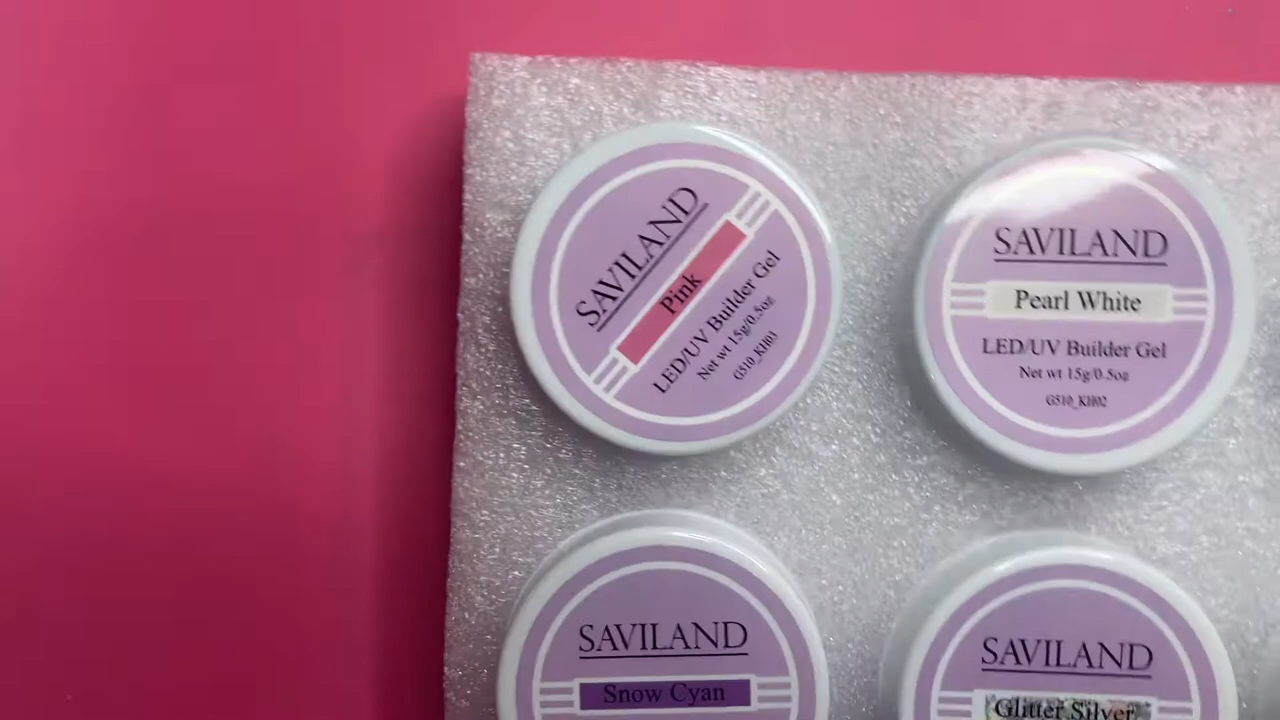 SAVILAND
Pink
LED/UV Builder Gel
Net wt 15g/0.5oz
G510_KH03
SAVILAND
Pearl White
LED/UV Builder Gel
Net wt 15g/0.5oz
G510_KH02
SAVILAND
Snow Cyan
SAVILAND
Glitter Silver